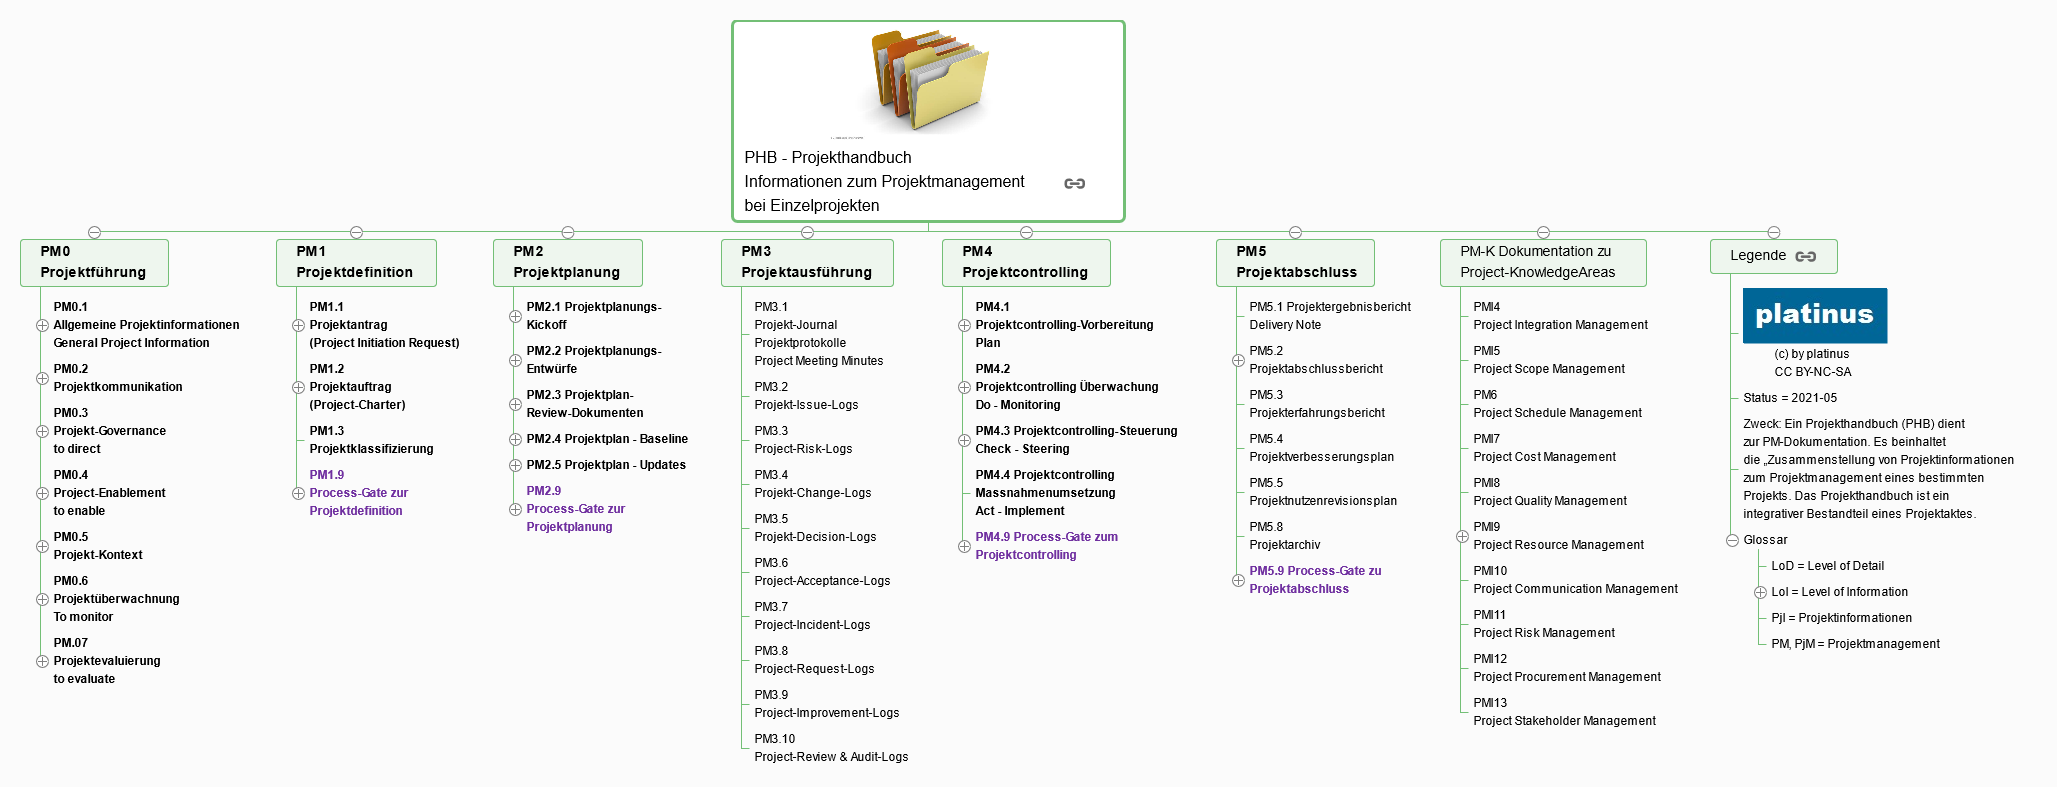 PHB - Projekthandbuch
Informationen zum Projektmanagement
bei Einzelprojekten
PM0
Projektführung
PM0.1
Allgemeine Projektinformationen
General Project Information
PM0.2
Projektkommunikation
PM0.3
Projekt-Governance
to direct
PM0.4
Project-Enablement
to enable
PM0.5
Projekt-Kontext
PM0.6
Projektüberwachnung
To monitor
PM.07
Projektevaluierung
to evaluate
PM1
Projektdefinition
PM1.1
Projektantrag
(Project Initiation Request)
PM1.2
Projektauftrag
(Project-Charter)
PM1.3
Projektklassifizierung
PM1.9
Process-Gate zur
Projektdefinition
PM2
Projektplanung
PM2.1 Projektplanungs-
Kickoff
PM2.2 Projektplanungs-
Entwürfe
PM2.3 Projektplan-
Review-Dokumenten
PM2.4 Projektplan - Baseline
PM2.5 Projektplan - Updates
PM2.9
Process-Gate zur
Projektplanung
PM3
Projektausführung
PM3.1
Projekt-Journal
Projektprotokolle
Project Meeting Minutes
PM3.2
Projekt-Issue-Logs
PM3.3
Project-Risk-Logs
PM3.4
Projekt-Change-Logs
PM3.5
Projekt-Decision-Logs
PM3.6
Project-Acceptance-Logs
PM3.7
Project-Incident-Logs
PM3.8
Project-Request-Logs
PM3.9
Project-Improvement-Logs
PM3.10
Project-Review & Audit-Logs
PM4
Projektcontrolling
PM4.1
Projektcontrolling-Vorbereitung
Plan
PM4.2
Projektcontrolling Überwachung
Do - Monitoring
PM4.3 Projektcontrolling-Steuerung
Check - Steering
PM4.4 Projektcontrolling
Massnahmenumsetzung
Act - Implement
PM4.9 Process-Gate zum
Projektcontrolling
PM5
Projektabschluss
PM5.1 Projektergebnisbericht
Delivery Note
PM5.2
Projektabschlussbericht
PM5.3
Projekterfahrungsbericht
PM5.4
Projektverbesserungsplan
PM5.5
Projektnutzenrevisionsplan
PM5.8
Projektarchiv
PM5.9 Process-Gate zu
Projektabschluss
PM-K Dokumentation zu
Project-KnowledgeAreas
PMI4
Project Integration Management
PMI5
Project Scope Management
PM6
Project Schedule Management
PMI7
Project Cost Management
PMI8
Project Quality Management
PMI9
Project Resource Management
PMI10
Project Communication Management
PMI11
Project Risk Management
PMI12
Project Procurement Management
PMI13
Project Stakeholder Management
Legende
platinus
(c) by platinus
CC BY-NC-SA
Status = 2021-05
Zweck: Ein Projekthandbuch (PHB) dient
zur PM-Dokumentation. Es beinhaltet
die „Zusammenstellung von Projektinformationen
zum Projektmanagement eines bestimmten
Projekts. Das Projekthandbuch ist ein
integrativer Bestandteil eines Projektaktes.
Glossar
LoD = Level of Detail
LoI = Level of Information
PjI = Projektinformationen
PM, PjM = Projektmanagement